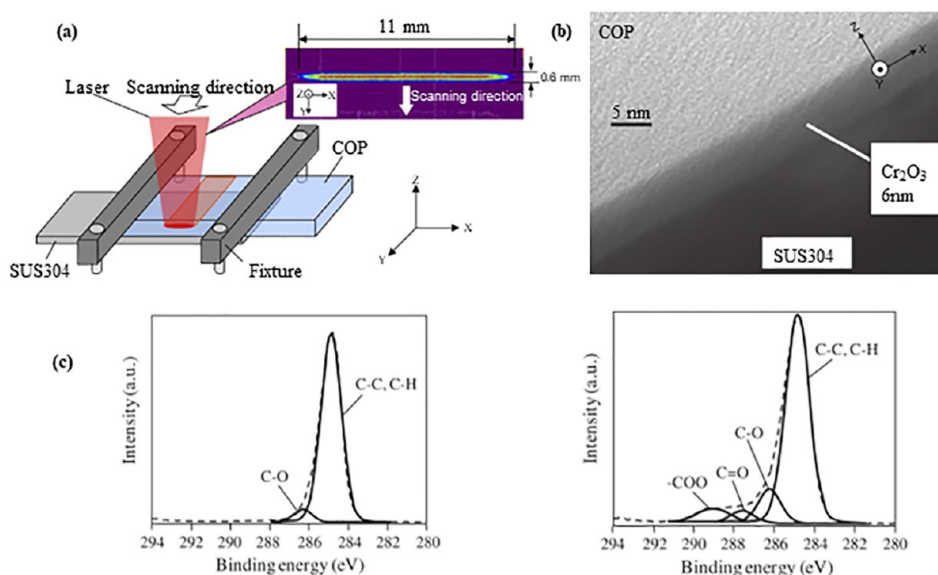 (a)
11 mm
Laser
Scanning direction
0.6 mm
Z
X
Y
Scanning direction
COP
Z
X
Y
SUS304
Fixture
(b)
COP
Z
X
Y
5 nm
Cr₂O₃
6nm
SUS304
(c)
Intensity (a.u.)
C-C, C-H
C-O
294 292 290 288 286 284 282 280
Binding energy (eV)
Intensity (a.u.)
C-C, C-H
C-O
C=O
-COO
294 292 290 288 286 284 282 280
Binding energy (eV)